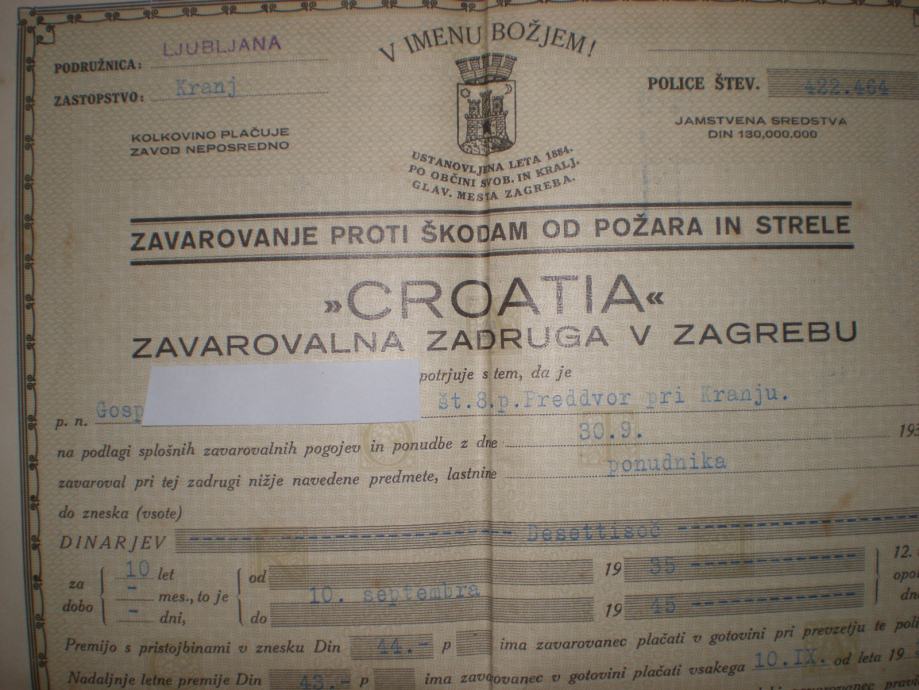 PODRUŽNICA: LJUBLJANA
ZASTOPSTVO: Kranj
KOLKOVINO PLAČUJE
ZAVOD NEPOSREDNO
V IMENU BOŽJEM!
USTANOVLJENA LETA 1884.
PO OBČINI SVOB. IN KRALJ.
GLAV. MESTA ZAGREBA.
POLICE ŠTEV. 422.464
JAMSTVENA SREDSTVA
DIN 130,000.000
ZAVAROVANJE PROTI ŠKODAM OD POŽARA IN STRELE
»CROATIA«
ZAVAROVALNA ZADRUGA V ZAGREBU
potrjuje s tem, da je
p. n. Gosp št.8.p.Preddvor pri Kranju.
na podlagi splošnih zavarovalnih pogojev in ponudbe z dne 30.9. 193
zavaroval pri tej zadrugi nižje navedene predmete, lastnine ponudnika
do zneska (vsote)
DINARJEV Desettisoč
za dobo 10 let - mes., to je - dni,
od 10. septembra 19 35
do 19 45
12.
Premijo s pristojbinami v znesku Din 44.- p ima zavarovanec plačati v gotovini pri prevzetju te
Nadaljnje letne premije Din 43.- p ima zavarovanec v gotovini plačati vsakega 10.IX. od leta 19